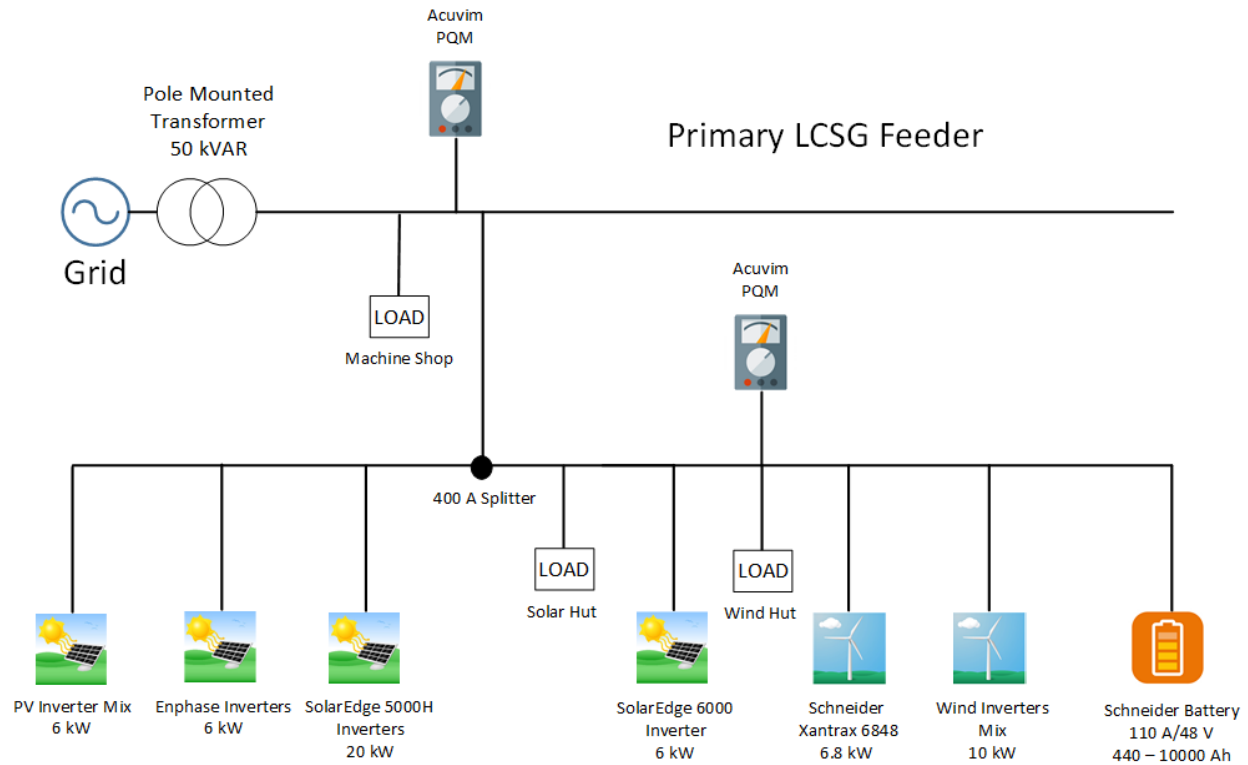 Acuvim
PQM
Pole Mounted
Transformer
50 kVAR
Primary LCSG Feeder
Grid
Acuvim
PQM
LOAD
Machine Shop
400 A Splitter
LOAD
Solar Hut
LOAD
Wind Hut
PV Inverter Mix
6 kW
Enphase Inverters
6 kW
SolarEdge 5000H
Inverters
20 kW
SolarEdge 6000
Inverter
6 kW
Schneider
Xantrax 6848
6.8 kW
Wind Inverters
Mix
10 kW
Schneider Battery
110 A/48 V
440 – 10000 Ah